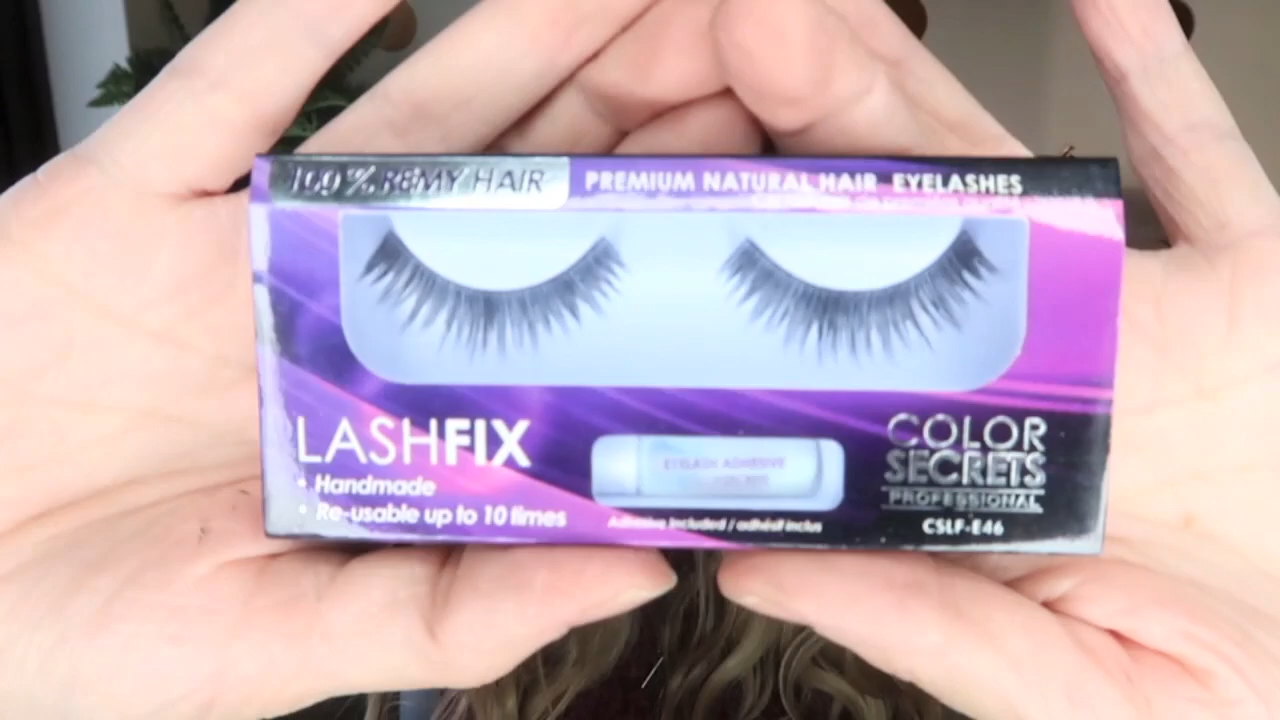 100% REMY HAIR PREMIUM NATURAL HAIR EYELASHES
LASHFIX
• Handmade
• Re-usable up to 10 times
EYELASH ADHESIVE
Adhesive included / adhésif inclus
COLOR
SECRETS
PROFESSIONAL
CSLF-E46